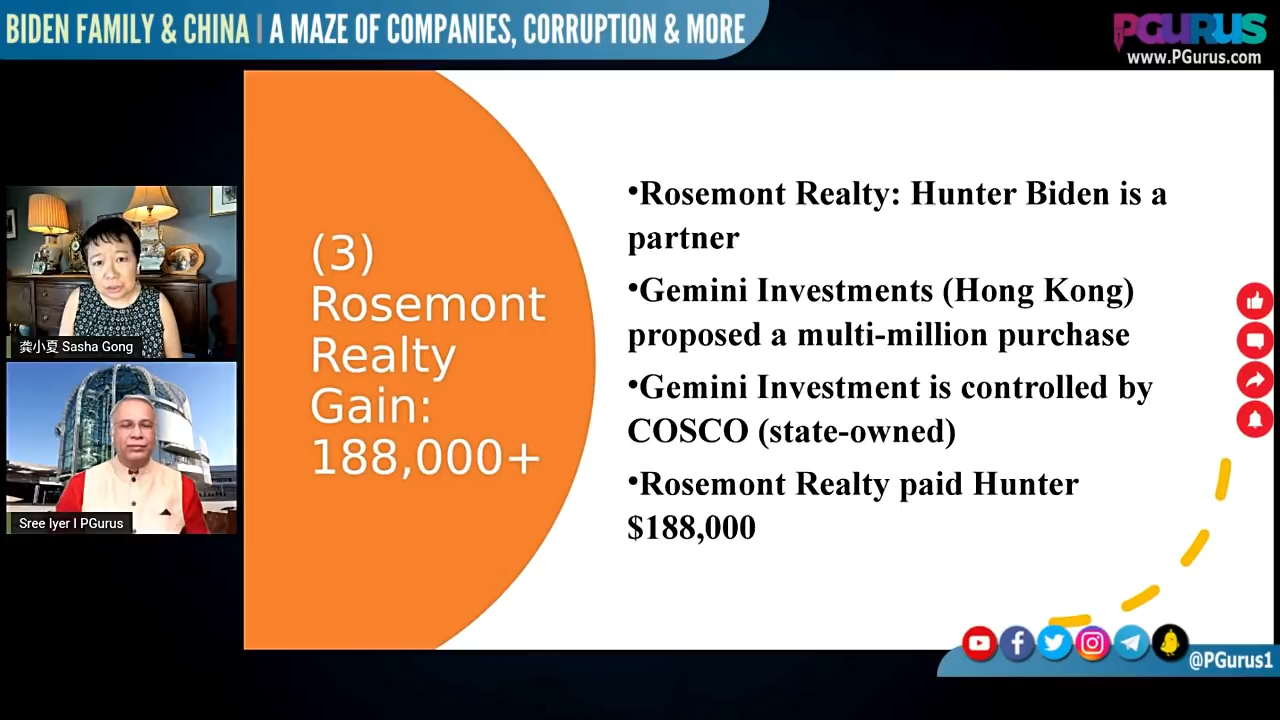 BIDEN FAMILY & CHINA | A MAZE OF COMPANIES, CORRUPTION & MORE
PGURUS
www.PGurus.com
(3)
Rosemont
Realty
Gain:
188,000+
•Rosemont Realty: Hunter Biden is a
partner
•Gemini Investments (Hong Kong)
proposed a multi-million purchase
•Gemini Investment is controlled by
COSCO (state-owned)
•Rosemont Realty paid Hunter
$188,000
龚小夏 Sasha Gong
Sree Iyer I PGurus
@PGurus1